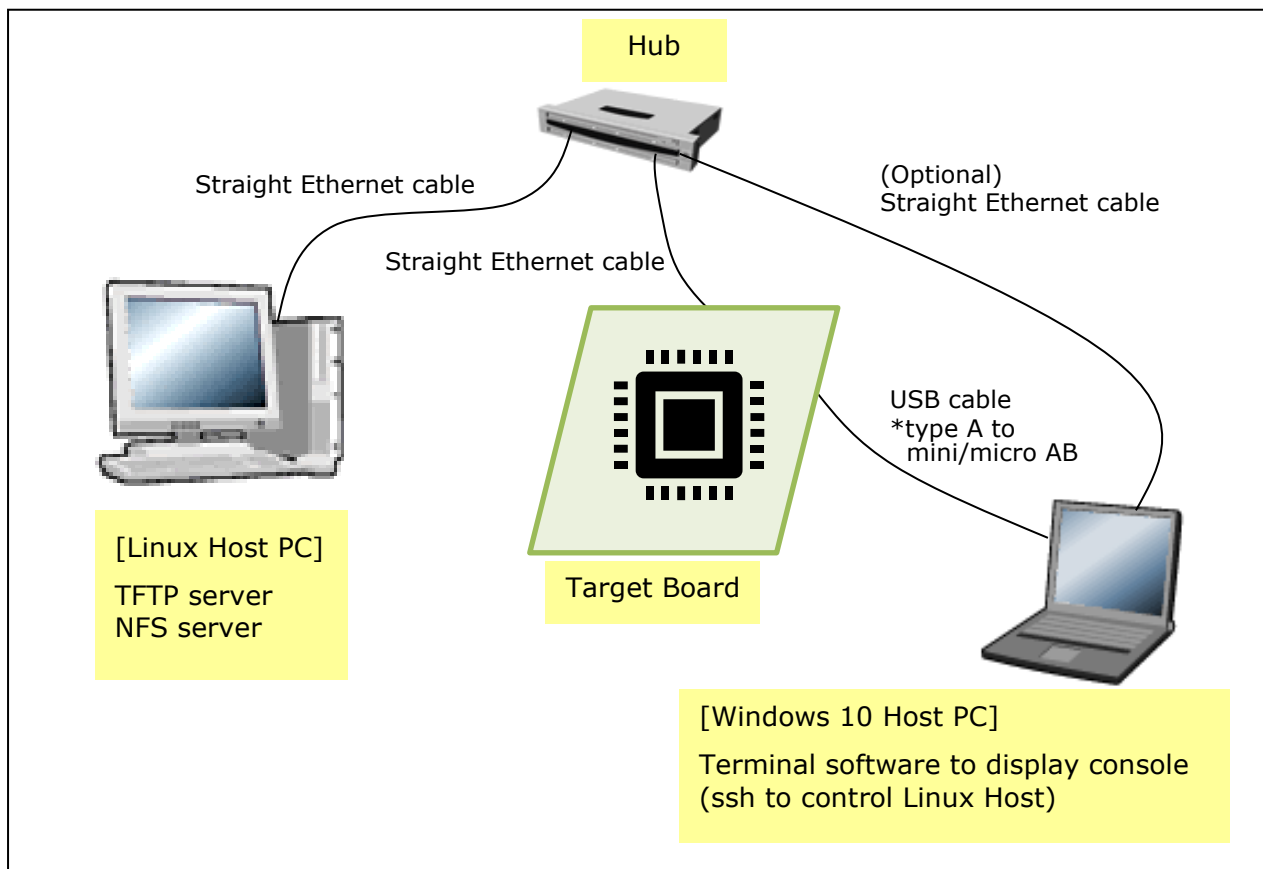 Hub
Straight Ethernet cable
(Optional)
Straight Ethernet cable
Straight Ethernet cable
USB cable
*type A to
mini/micro AB
[Linux Host PC]
TFTP server
NFS server
Target Board
[Windows 10 Host PC]
Terminal software to display console
(ssh to control Linux Host)